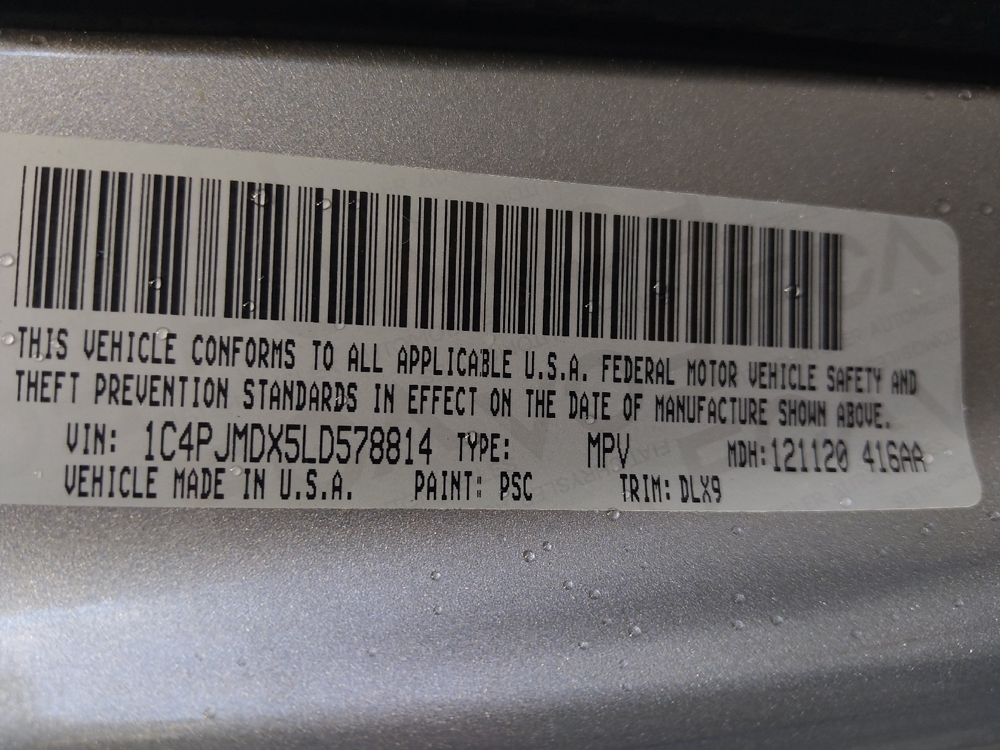 THIS VEHICLE CONFORMS TO ALL APPLICABLE U.S.A. FEDERAL MOTOR VEHICLE SAFETY AND
THEFT PREVENTION STANDARDS IN EFFECT ON THE DATE OF MANUFACTURE SHOWN ABOVE.
VIN: 1C4PJMDX5LD578814 TYPE: MPV MDH: 121120 416AA
VEHICLE MADE IN U.S.A. PAINT: PSC TRIM: DLX9